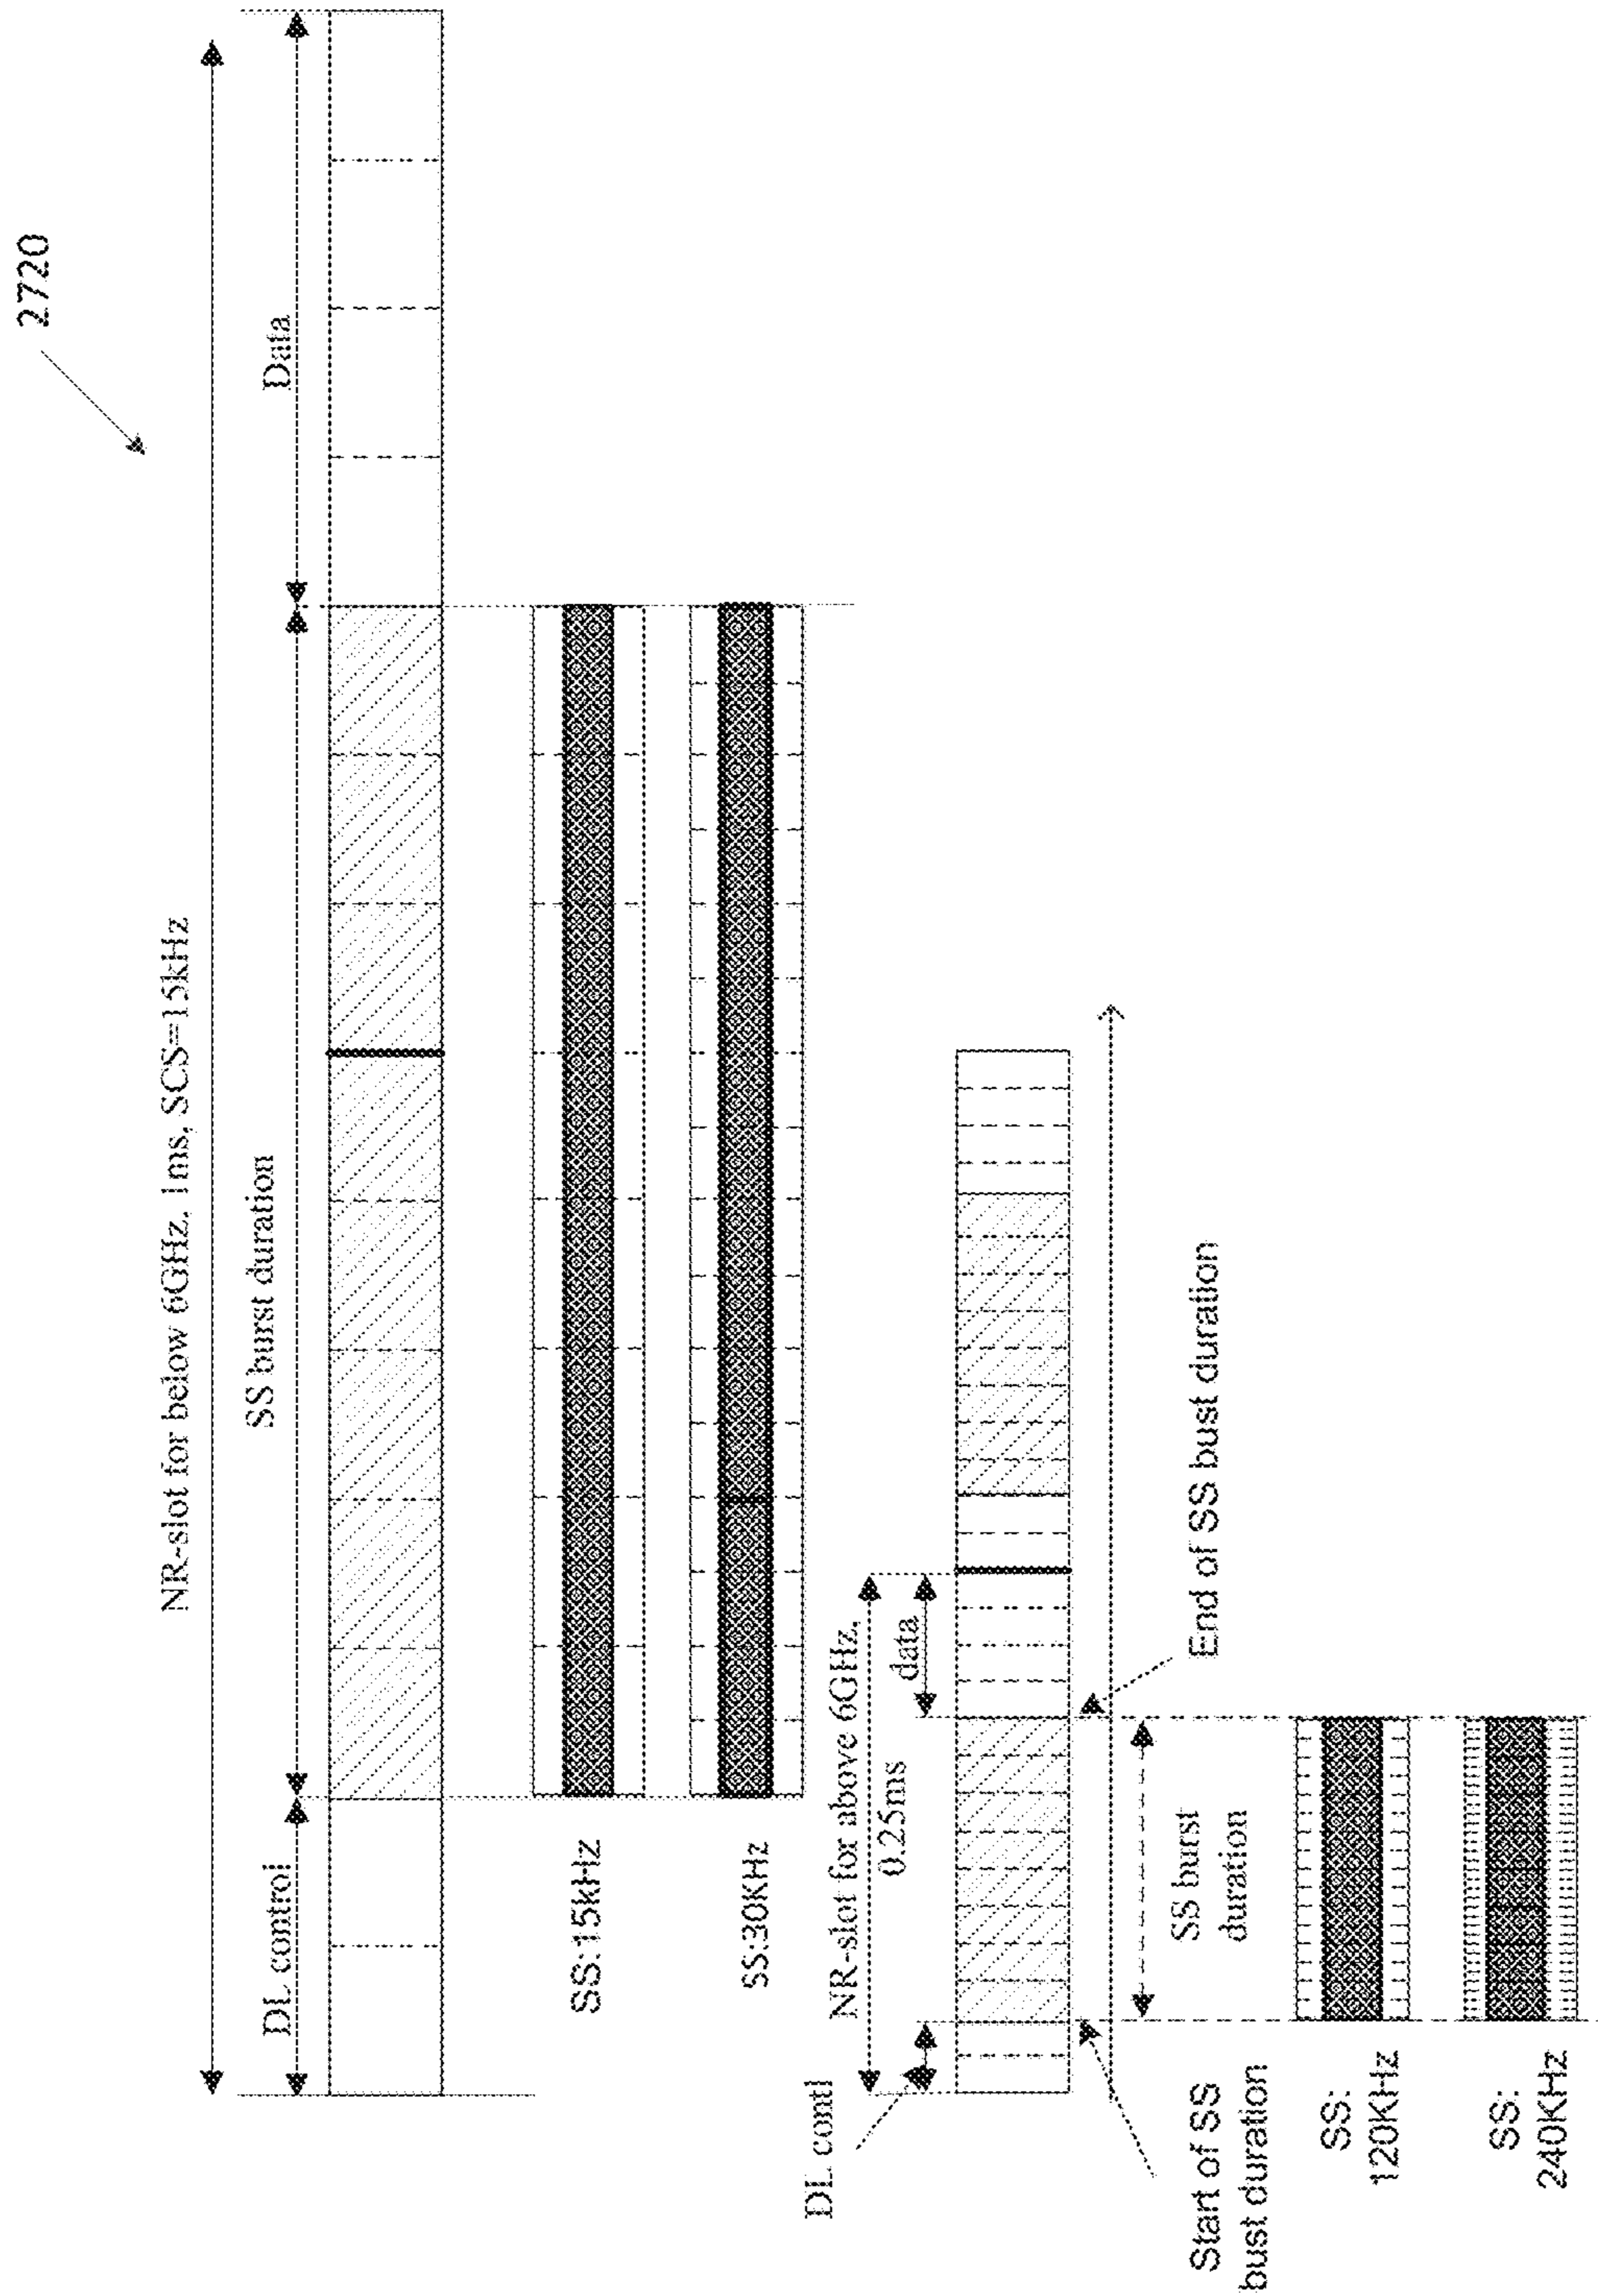 2720
NR-slot for below 6GHz. 1ms, SCS=15kHz
DL control
SS burst duration
Data
SS:15kHz
SS:30KHz
NR-slot for above 6GHz,
0.25ms
DL contl
data
Start of SS
bust duration
End of SS bust duration
SS burst
duration
SS:
120KHz
SS:
240KHz